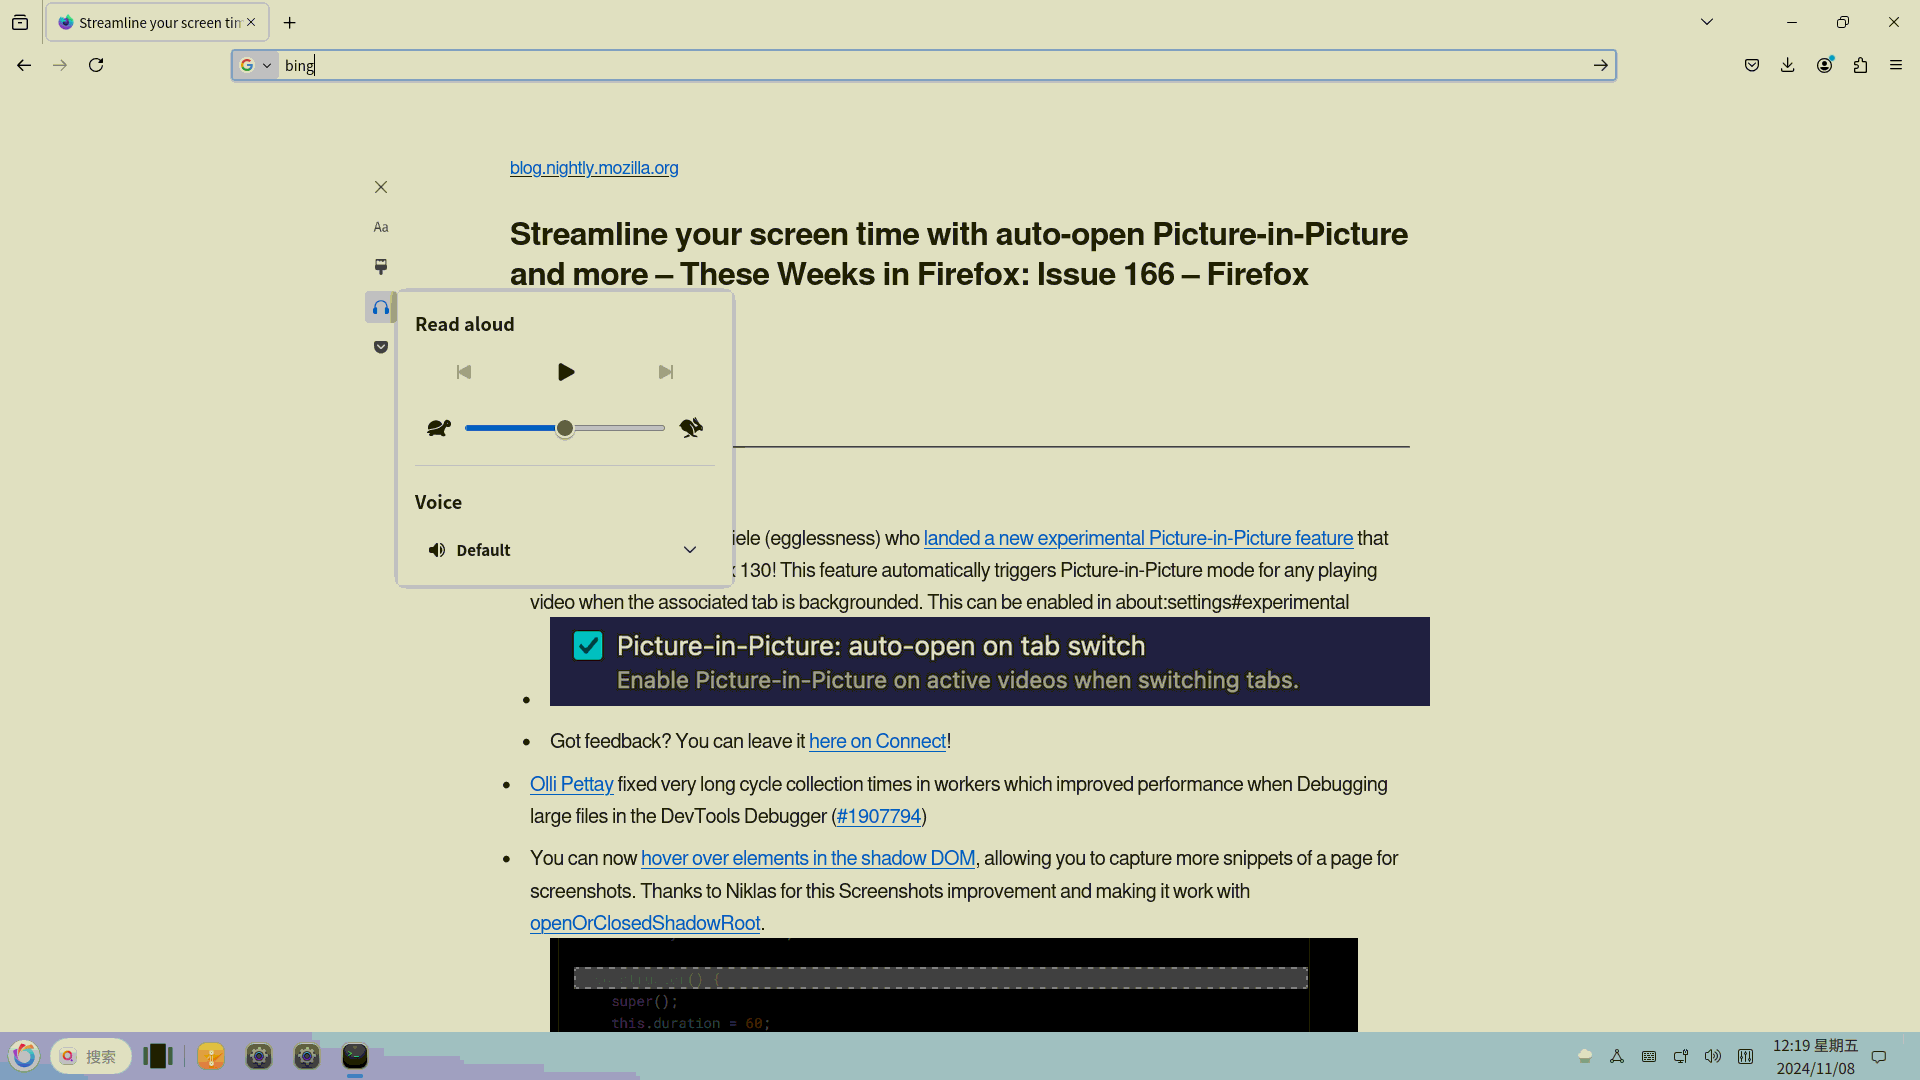 Streamline your screen tim
bing
blog.nightly.mozilla.org
Streamline your screen time with auto-open Picture-in-Picture
and more – These Weeks in Firefox: Issue 166 – Firefox
Aa
Read aloud
Voice
Default
iele (egglessness) who landed a new experimental Picture-in-Picture feature that
130! This feature automatically triggers Picture-in-Picture mode for any playing
video when the associated tab is backgrounded. This can be enabled in about:settings#experimental
Picture-in-Picture: auto-open on tab switch
Enable Picture-in-Picture on active videos when switching tabs.
Got feedback? You can leave it here on Connect!
Olli Pettay fixed very long cycle collection times in workers which improved performance when Debugging
large files in the DevTools Debugger (#1907794)
You can now hover over elements in the shadow DOM, allowing you to capture more snippets of a page for
screenshots. Thanks to Niklas for this Screenshots improvement and making it work with
openOrClosedShadowRoot.
super();
this.duration = 60;
搜索
12:19 星期五
2024/11/08